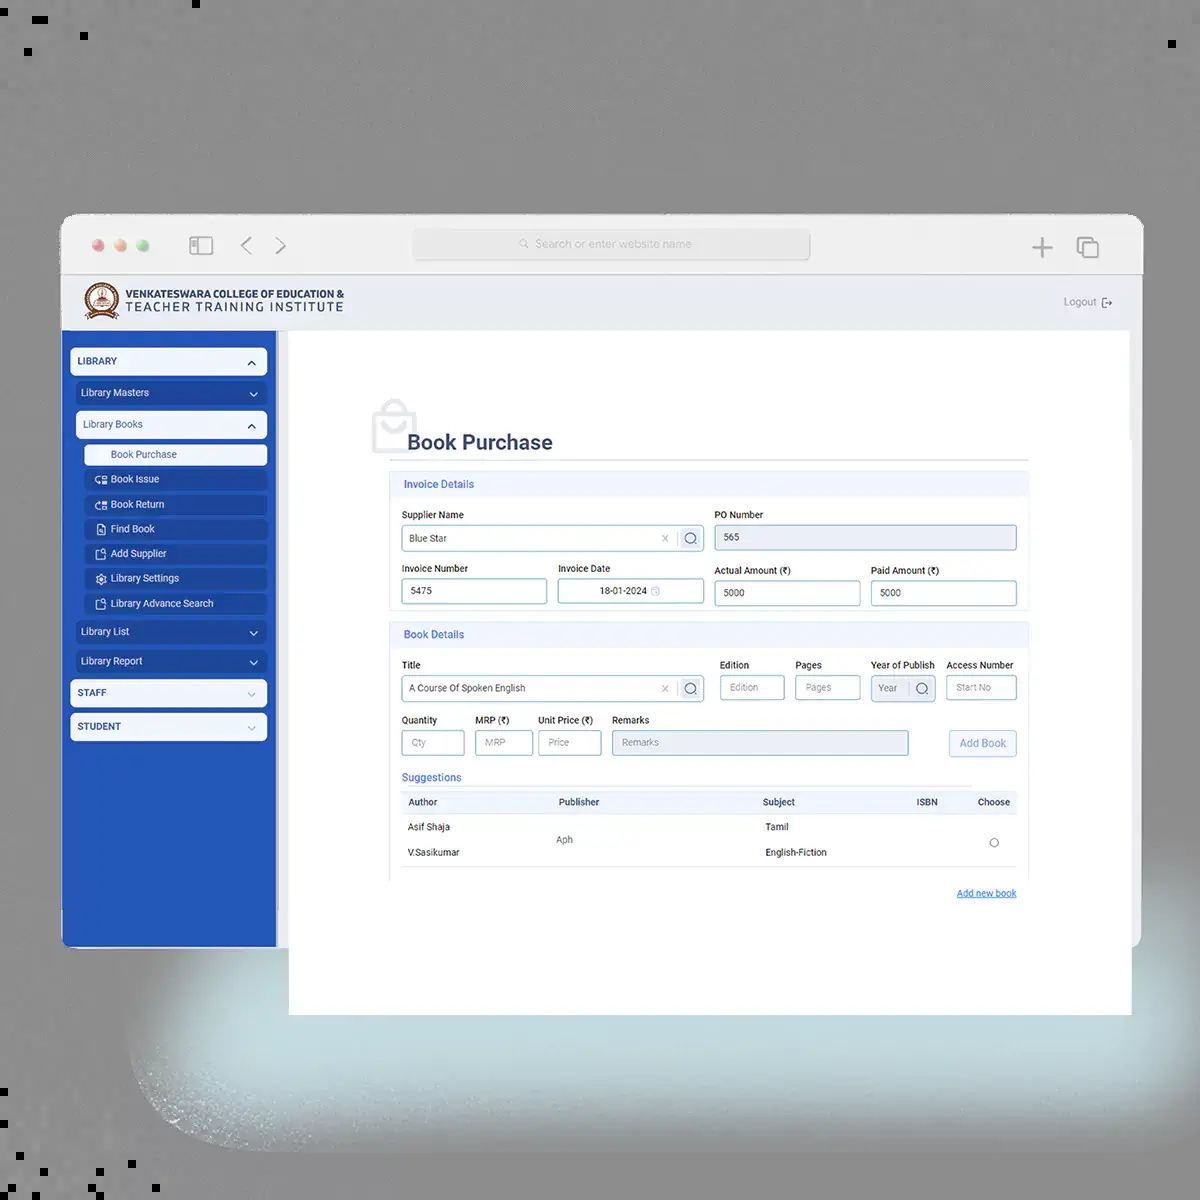 Search or enter website name
VENKATESWARA COLLEGE OF EDUCATION &
TEACHER TRAINING INSTITUTE
Logout
LIBRARY
Library Masters
Library Books
Book Purchase
Book Issue
Book Return
Find Book
Add Supplier
Library Settings
Library Advance Search
Library List
Library Report
STAFF
STUDENT
Book Purchase
Invoice Details
Supplier Name PO Number
Blue Star 565
Invoice Number Invoice Date Actual Amount (₹) Paid Amount (₹)
5475 18-01-2024 5000 5000
Book Details
Title Edition Pages Year of Publish Access Number
A Course Of Spoken English Edition Pages Year Start No
Quantity MRP (₹) Unit Price (₹) Remarks
Qty MRP Price Remarks Add Book
Suggestions
Author Publisher Subject ISBN Choose
Asif Shaja Tamil
Aph
V.Sasikumar English-Fiction
Add new book